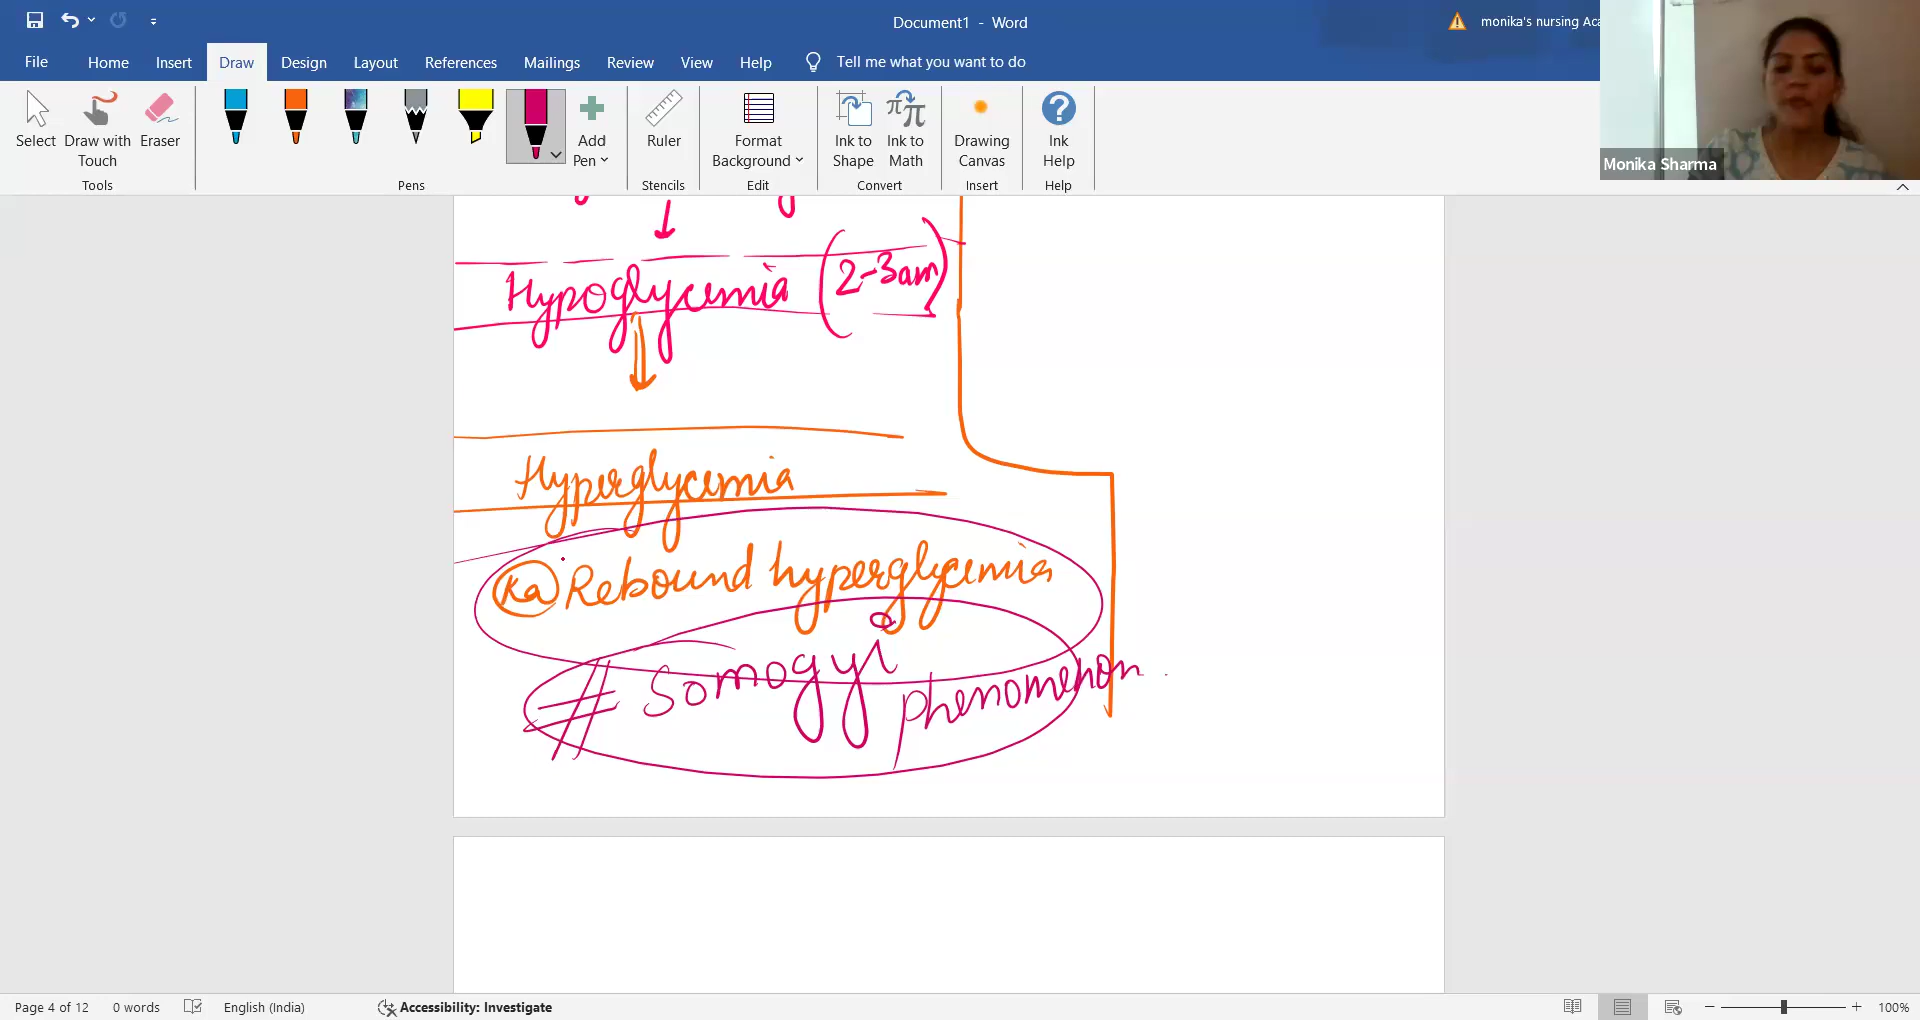 Document1 - Word
monika's nursing Aca
File Home Insert Draw Design Layout References Mailings Review View Help Tell me what you want to do
Select Draw with Touch Eraser Add Pen Ruler Format Background Ink to Shape Ink to Math Drawing Canvas Ink Help
Tools Pens Stencils Edit Convert Insert Help
Monika Sharma
Hypoglycemia (2-3am)
Hyperglycemia
Ka Rebound hyperglycemia
# Somogyi phenomenon
Page 4 of 12 0 words English (India) Accessibility: Investigate 100%